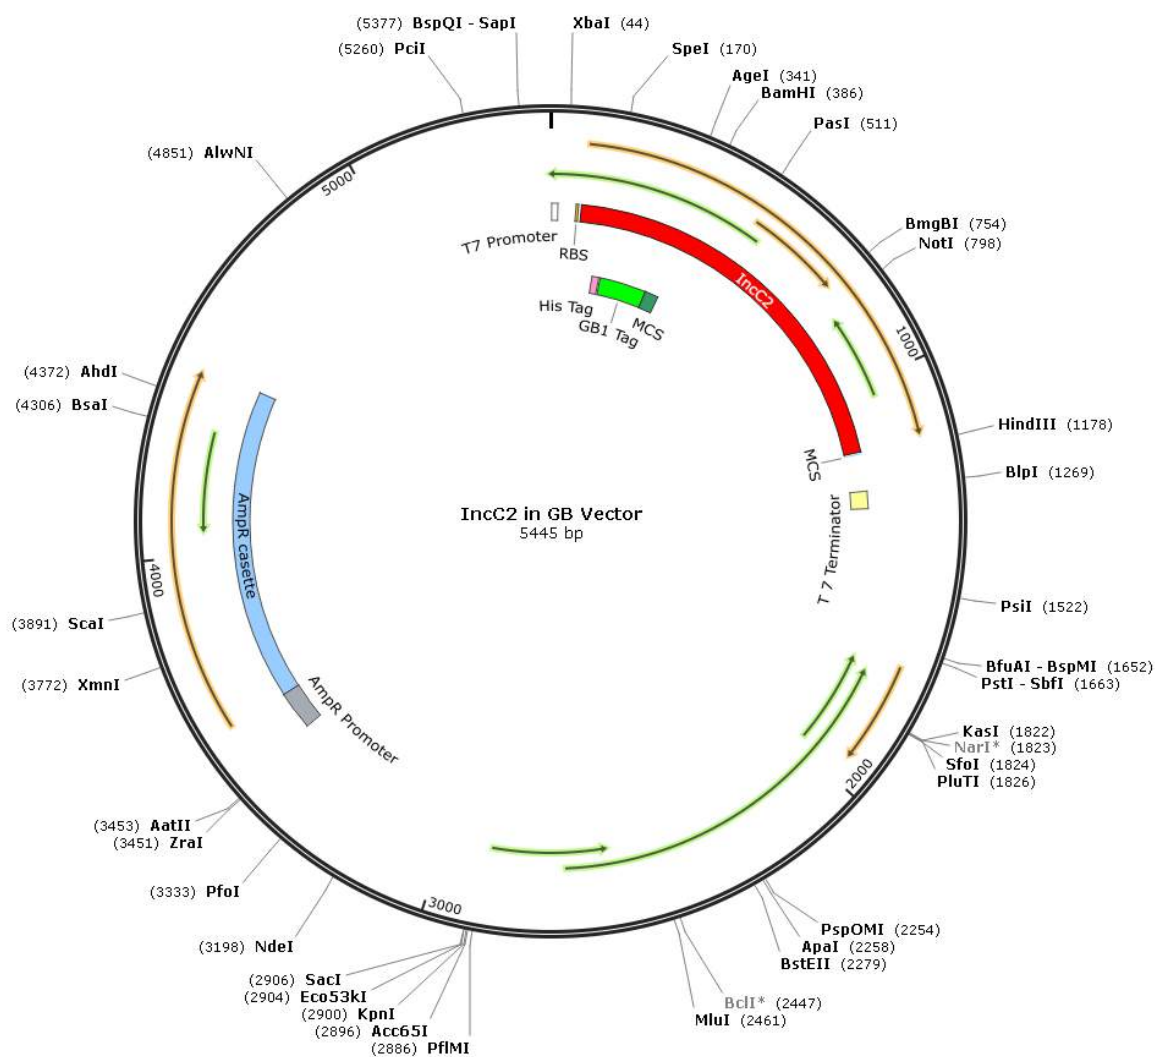 (5377) BspQI - SapI
(5260) PciI
(4851) AlwNI
XbaI (44)
SpeI (170)
AgeI (341)
BamHI (386)
PasI (511)
BmgBI (754)
NotI (798)
HindIII (1178)
BlpI (1269)
PsiI (1522)
BfuAI - BspMI (1652)
PstI - SbfI (1663)
KasI (1822)
NarI* (1823)
SfoI (1824)
PluTI (1826)
PspOMI (2254)
ApaI (2258)
BstEII (2279)
BclI* (2447)
MluI (2461)
(2906) SacI
(2904) Eco53kI
(2900) KpnI
(2896) Acc65I
(2886) PflMI
(3198) NdeI
(3333) PfoI
(3453) AatII
(3451) ZraI
(3772) XmnI
(3891) ScaI
(4306) BsaI
(4372) AhdI
5000
1000
2000
3000
4000
T7 Promoter
RBS
IncC2
His Tag
GB1 Tag
MCS
MCS
T 7 Terminator
AmpR casette
AmpR Promoter
IncC2 in GB Vector
5445 bp